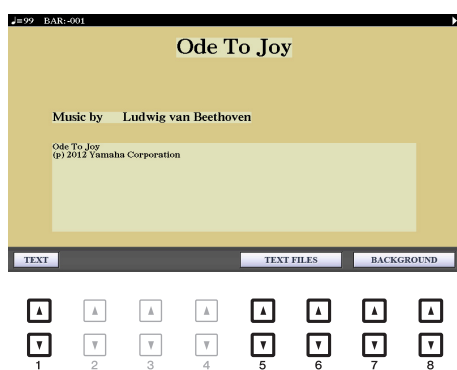 ♩=99 BAR:-001
Ode To Joy
Music by Ludwig van Beethoven
Ode To Joy
(p) 2012 Yamaha Corporation
TEXT TEXT FILES BACKGROUND
1 2 3 4 5 6 7 8